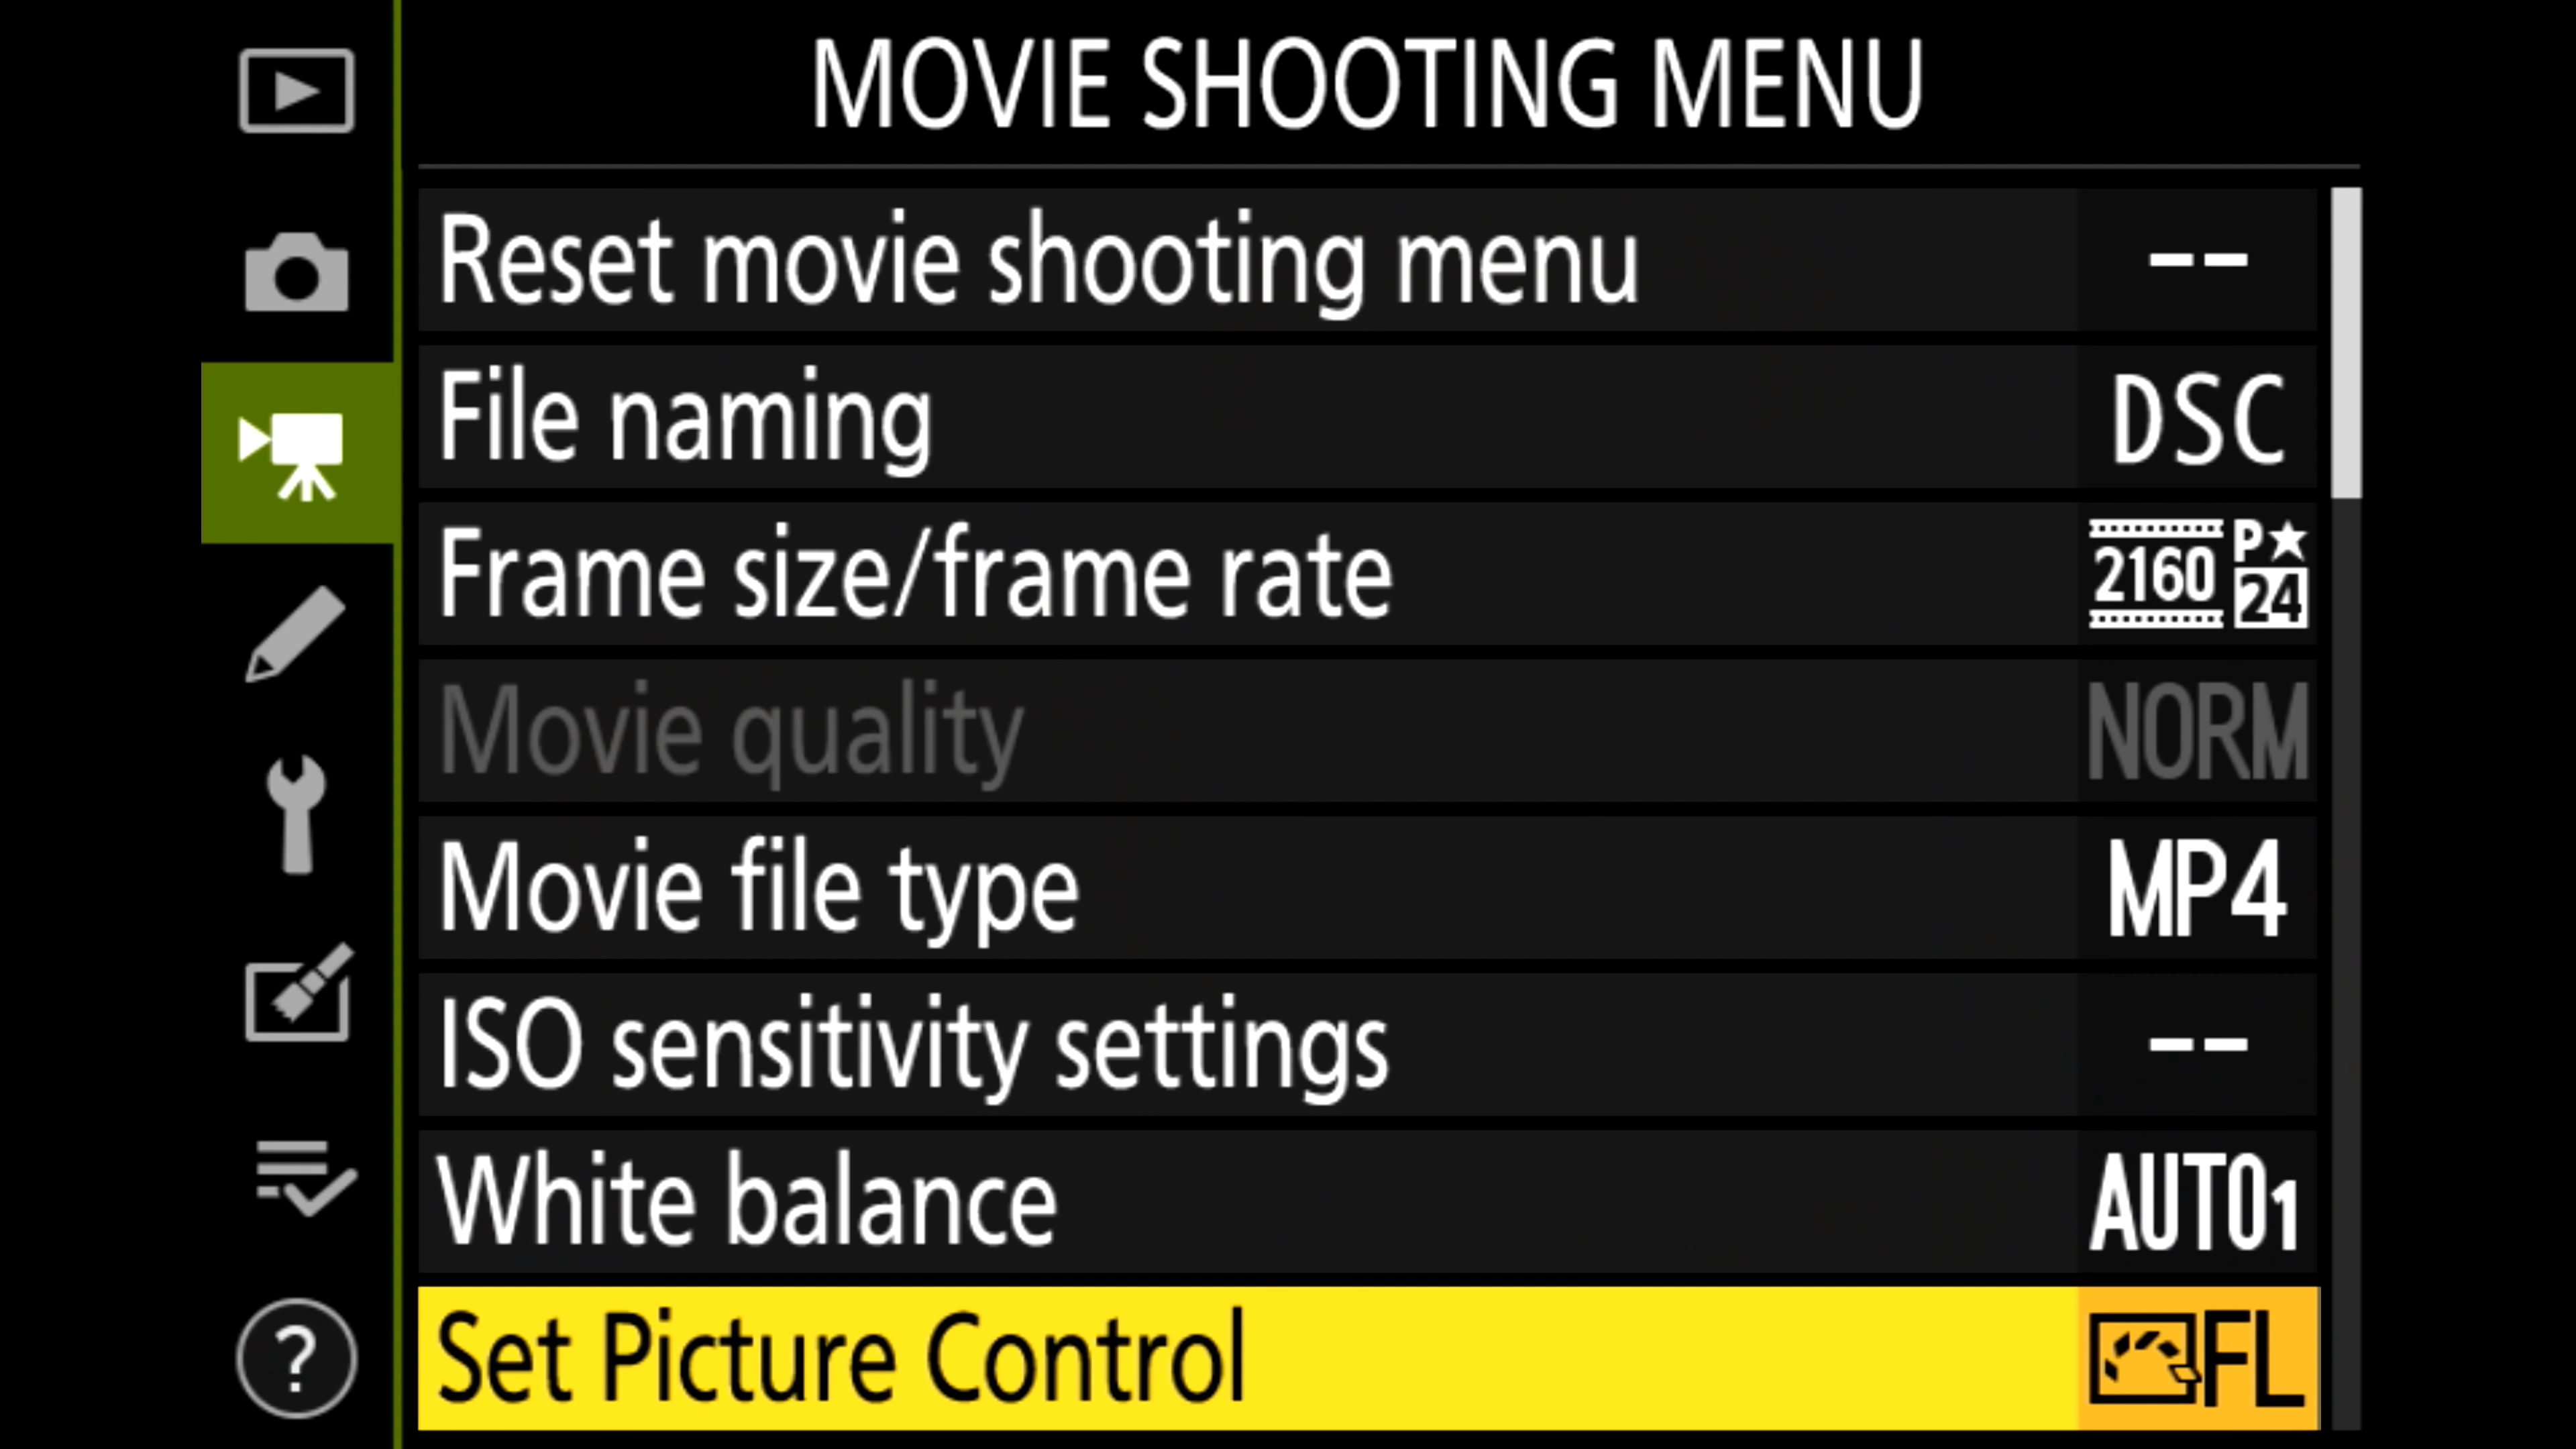 MOVIE SHOOTING MENU
Reset movie shooting menu --
File naming DSC
Frame size/frame rate 2160 P★ 24
Movie quality NORM
Movie file type MP4
ISO sensitivity settings --
White balance AUTO1
Set Picture Control FL
?